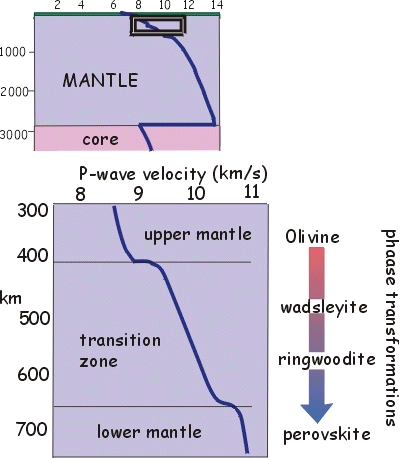 2 4 6 8 10 12 14
1000
MANTLE
2000
3000
core
P-wave velocity (km/s)
8 9 10 11
300
upper mantle
400
km
500
transition
zone
600
700
lower mantle
Olivine
wadsleyite
ringwoodite
perovskite
phaase transformations